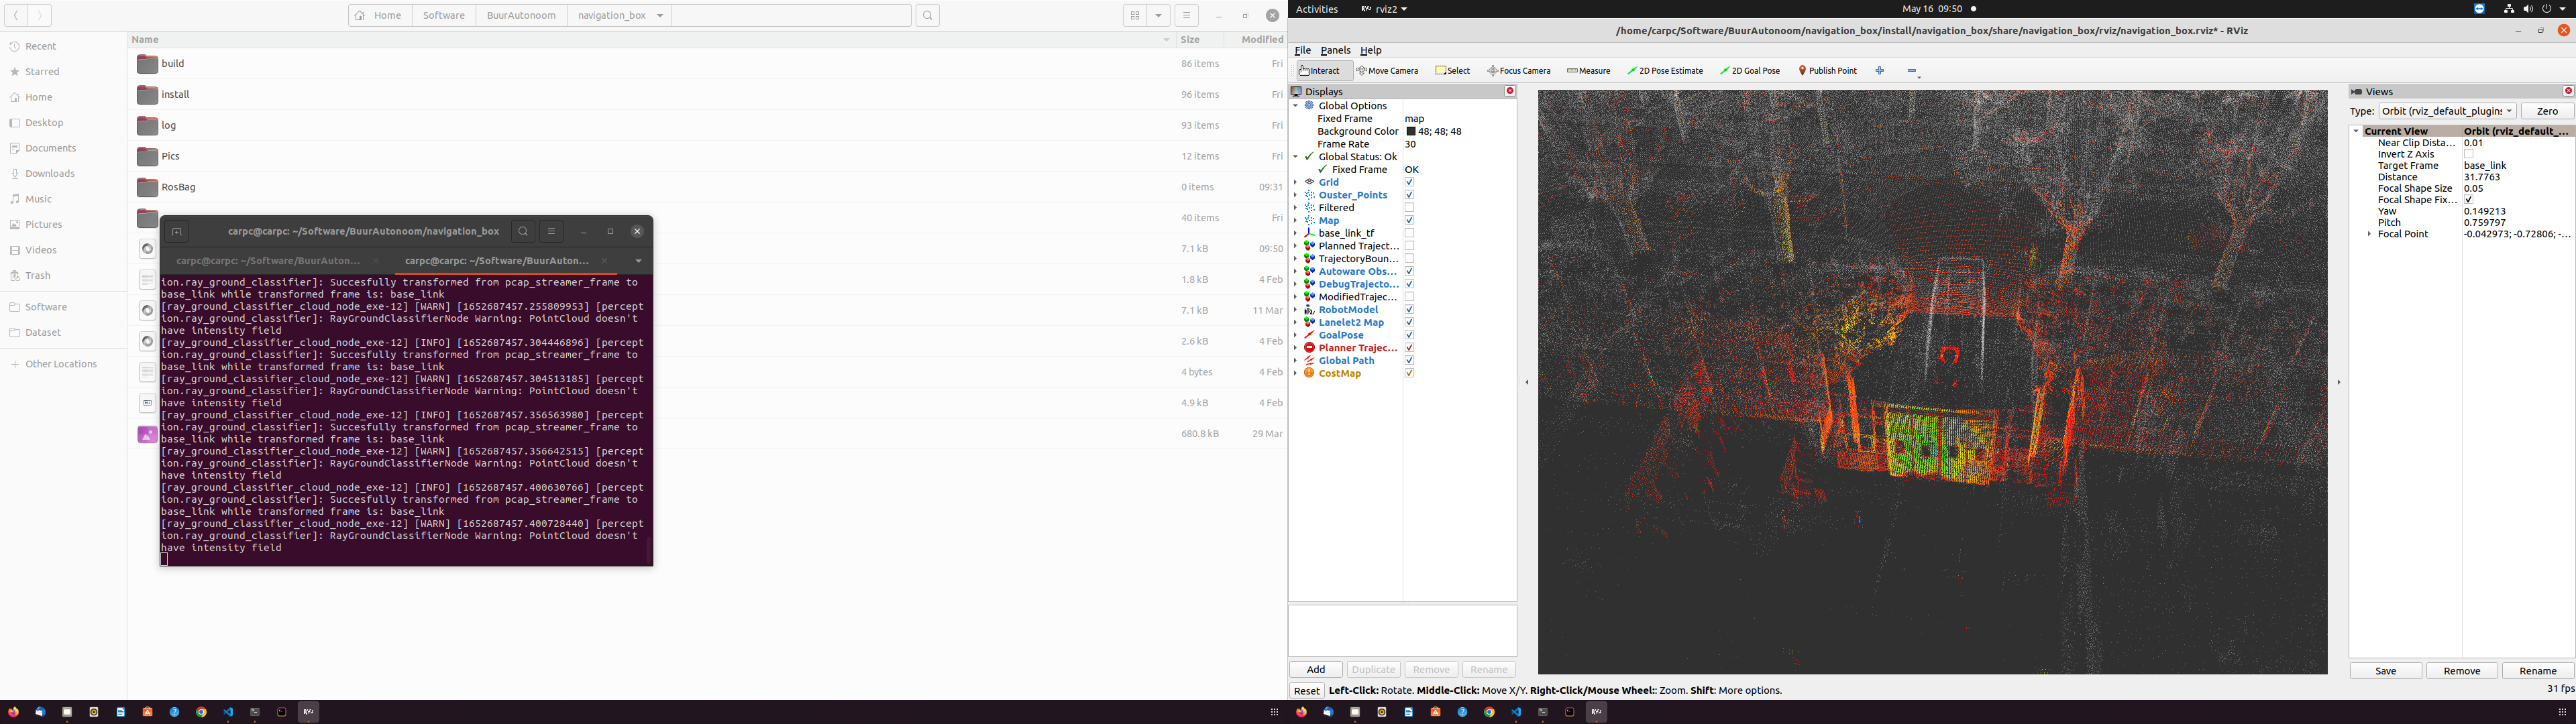 Home
Software
BuurAutonoom
navigation_box
Recent
Starred
Home
Desktop
Documents
Downloads
Music
Pictures
Videos
Trash
Software
Dataset
Other Locations
Name Size Modified
build 86 items Fri
install 96 items Fri
log 93 items Fri
Pics 12 items Fri
RosBag 0 items 09:31
40 items Fri
7.1 kB 09:50
1.8 kB 4 Feb
7.1 kB 11 Mar
2.6 kB 4 Feb
4 bytes 4 Feb
4.9 kB 4 Feb
680.8 kB 29 Mar
carpc@carpc: ~/Software/BuurAutonoom/navigation_box
carpc@carpc: ~/Software/BuurAuton...
carpc@carpc: ~/Software/BuurAuton...
ion.ray_ground_classifier]: Succesfully transformed from pcap_streamer_frame to
base_link while transformed frame is: base_link
[ray_ground_classifier_cloud_node_exe-12] [WARN] [1652687457.255809953] [percept
ion.ray_ground_classifier]: RayGroundClassifierNode Warning: PointCloud doesn't
have intensity field
[ray_ground_classifier_cloud_node_exe-12] [INFO] [1652687457.304446896] [percept
ion.ray_ground_classifier]: Succesfully transformed from pcap_streamer_frame to
base_link while transformed frame is: base_link
[ray_ground_classifier_cloud_node_exe-12] [WARN] [1652687457.304513185] [percept
ion.ray_ground_classifier]: RayGroundClassifierNode Warning: PointCloud doesn't
have intensity field
[ray_ground_classifier_cloud_node_exe-12] [INFO] [1652687457.356563980] [percept
ion.ray_ground_classifier]: Succesfully transformed from pcap_streamer_frame to
base_link while transformed frame is: base_link
[ray_ground_classifier_cloud_node_exe-12] [WARN] [1652687457.356642515] [percept
ion.ray_ground_classifier]: RayGroundClassifierNode Warning: PointCloud doesn't
have intensity field
[ray_ground_classifier_cloud_node_exe-12] [INFO] [1652687457.400630766] [percept
ion.ray_ground_classifier]: Succesfully transformed from pcap_streamer_frame to
base_link while transformed frame is: base_link
[ray_ground_classifier_cloud_node_exe-12] [WARN] [1652687457.400728440] [percept
ion.ray_ground_classifier]: RayGroundClassifierNode Warning: PointCloud doesn't
have intensity field
Activities rviz2 May 16 09:50
/home/carpc/Software/BuurAutonoom/navigation_box/install/navigation_box/share/navigation_box/rviz/navigation_box.rviz* - RViz
File Panels Help
Interact Move Camera Select Focus Camera Measure 2D Pose Estimate 2D Goal Pose Publish Point
Displays
Global Options
Fixed Frame map
Background Color 48; 48; 48
Frame Rate 30
Global Status: Ok
Fixed Frame OK
Grid
Ouster_Points
Filtered
Map
base_link_tf
Planned Traject...
TrajectoryBoun...
Autoware Obs...
DebugTrajecto...
ModifiedTrajec...
RobotModel
Lanelet2 Map
GoalPose
Planner Trajec...
Global Path
CostMap
Add Duplicate Remove Rename
Reset Left-Click: Rotate. Middle-Click: Move X/Y. Right-Click/Mouse Wheel:: Zoom. Shift: More options.
Views
Type: Orbit (rviz_default_plugins Zero
Current View Orbit (rviz_default_...
Near Clip Dista... 0.01
Invert Z Axis
Target Frame base_link
Distance 31.7763
Focal Shape Size 0.05
Focal Shape Fix...
Yaw 0.149213
Pitch 0.759797
Focal Point -0.042973; -0.72806; -...
Save Remove Rename
31 fps